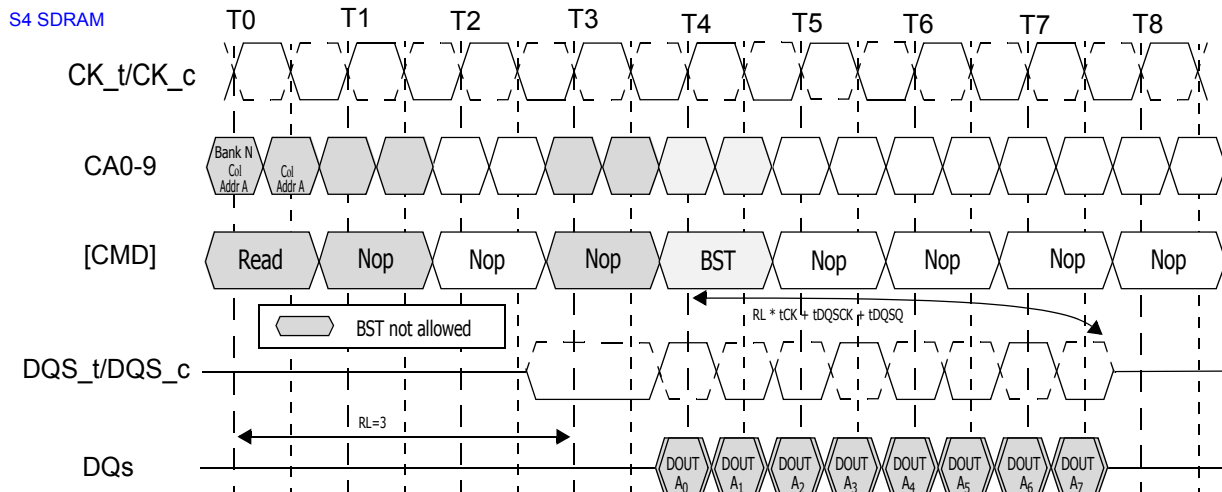 S4 SDRAM
T0 T1 T2 T3 T4 T5 T6 T7 T8
CK_t/CK_c
CA0-9
Bank N
Col
Addr A
Col
Addr A
[CMD]
Read Nop Nop Nop BST Nop Nop Nop Nop
RL * tCK + tDQSCK + tDQSQ
BST not allowed
DQS_t/DQS_c
RL=3
DQs
DOUT DOUT DOUT DOUT DOUT DOUT DOUT DOUT
A0 A1 A2 A3 A4 A5 A6 A7